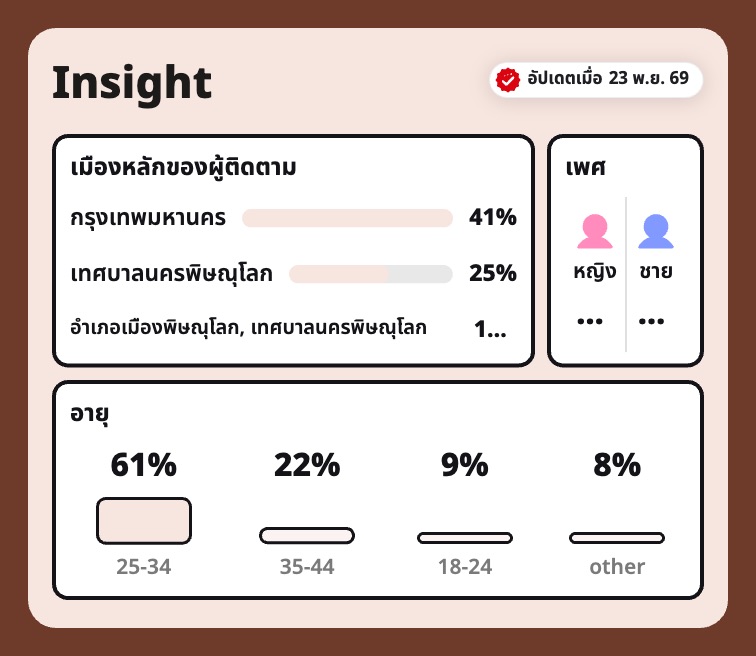 Insight
อัปเดตเมื่อ 23 พ.ย. 69
เมืองหลักของผู้ติดตาม
กรุงเทพมหานคร 41%
เทศบาลนครพิษณุโลก 25%
อำเภอเมืองพิษณุโลก, เทศบาลนครพิษณุโลก 1...
เพศ
หญิง ชาย
... ...
อายุ
61% 22% 9% 8%
25-34 35-44 18-24 other